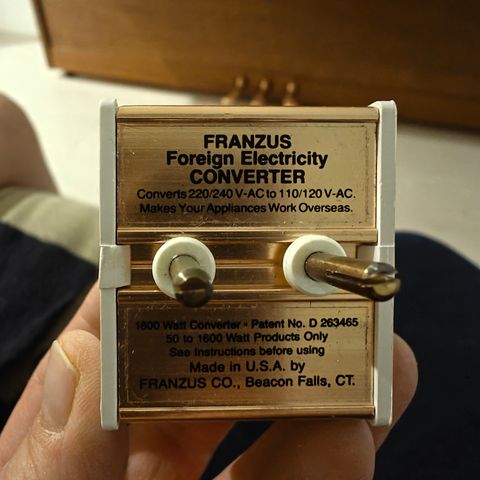 FRANZUS
Foreign Electricity
CONVERTER
Converts 220/240 V-AC to 110/120 V-AC.
Makes Your Appliances Work Overseas.
1600 Watt Converter • Patent No. D 263465
50 to 1600 Watt Products Only
See Instructions before using
Made in U.S.A. by
FRANZUS CO., Beacon Falls, CT.